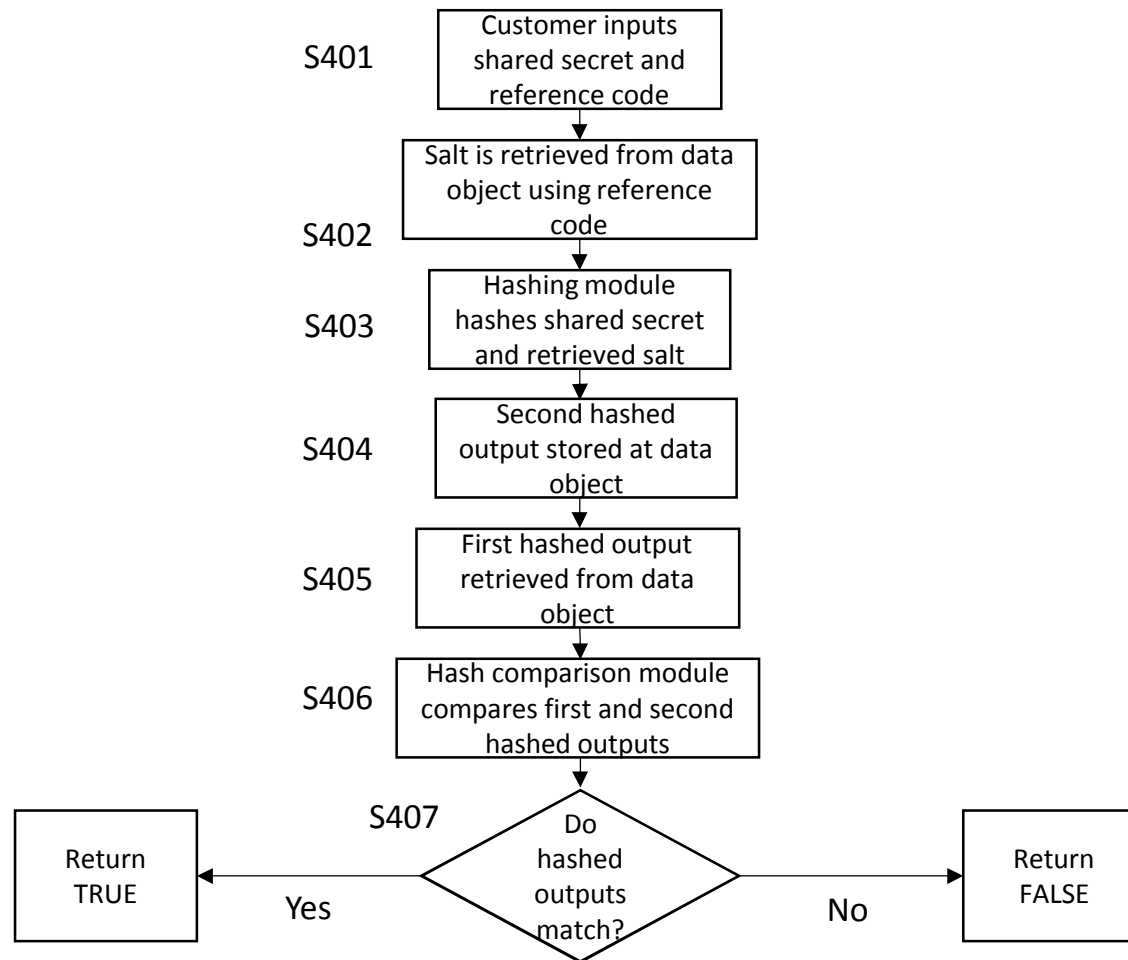 S401
Customer inputs
shared secret and
reference code
Salt is retrieved from data
object using reference
code
S402
Hashing module
hashes shared secret
and retrieved salt
S403
Second hashed
output stored at data
object
S404
First hashed output
retrieved from data
object
S405
Hash comparison module
compares first and second
hashed outputs
S406
S407
Do
hashed
outputs
match?
Yes
Return
TRUE
No
Return
FALSE